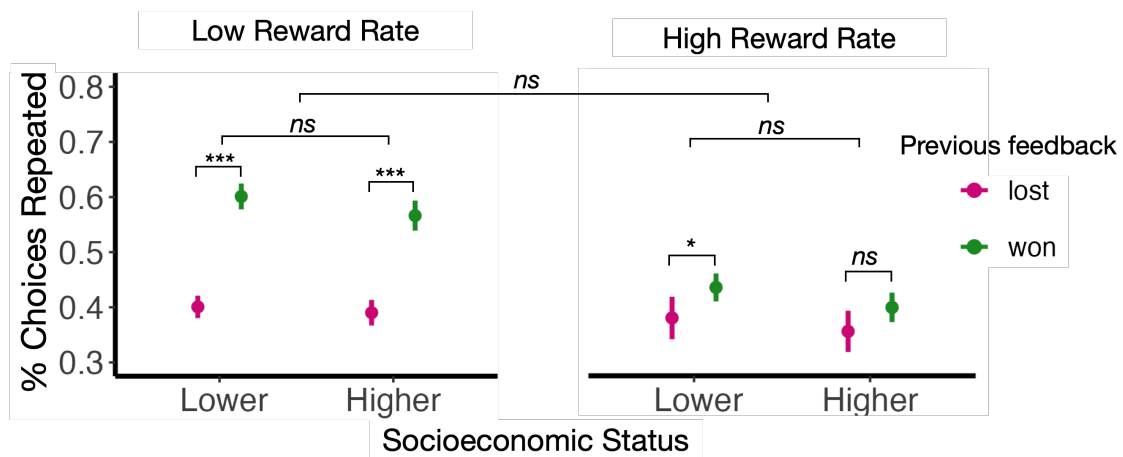 Low Reward Rate
High Reward Rate
% Choices Repeated
0.8
0.7
0.6
0.5
0.4
0.3
ns
ns
ns
***
***
*
ns
Previous feedback
lost
won
Lower
Higher
Lower
Higher
Socioeconomic Status